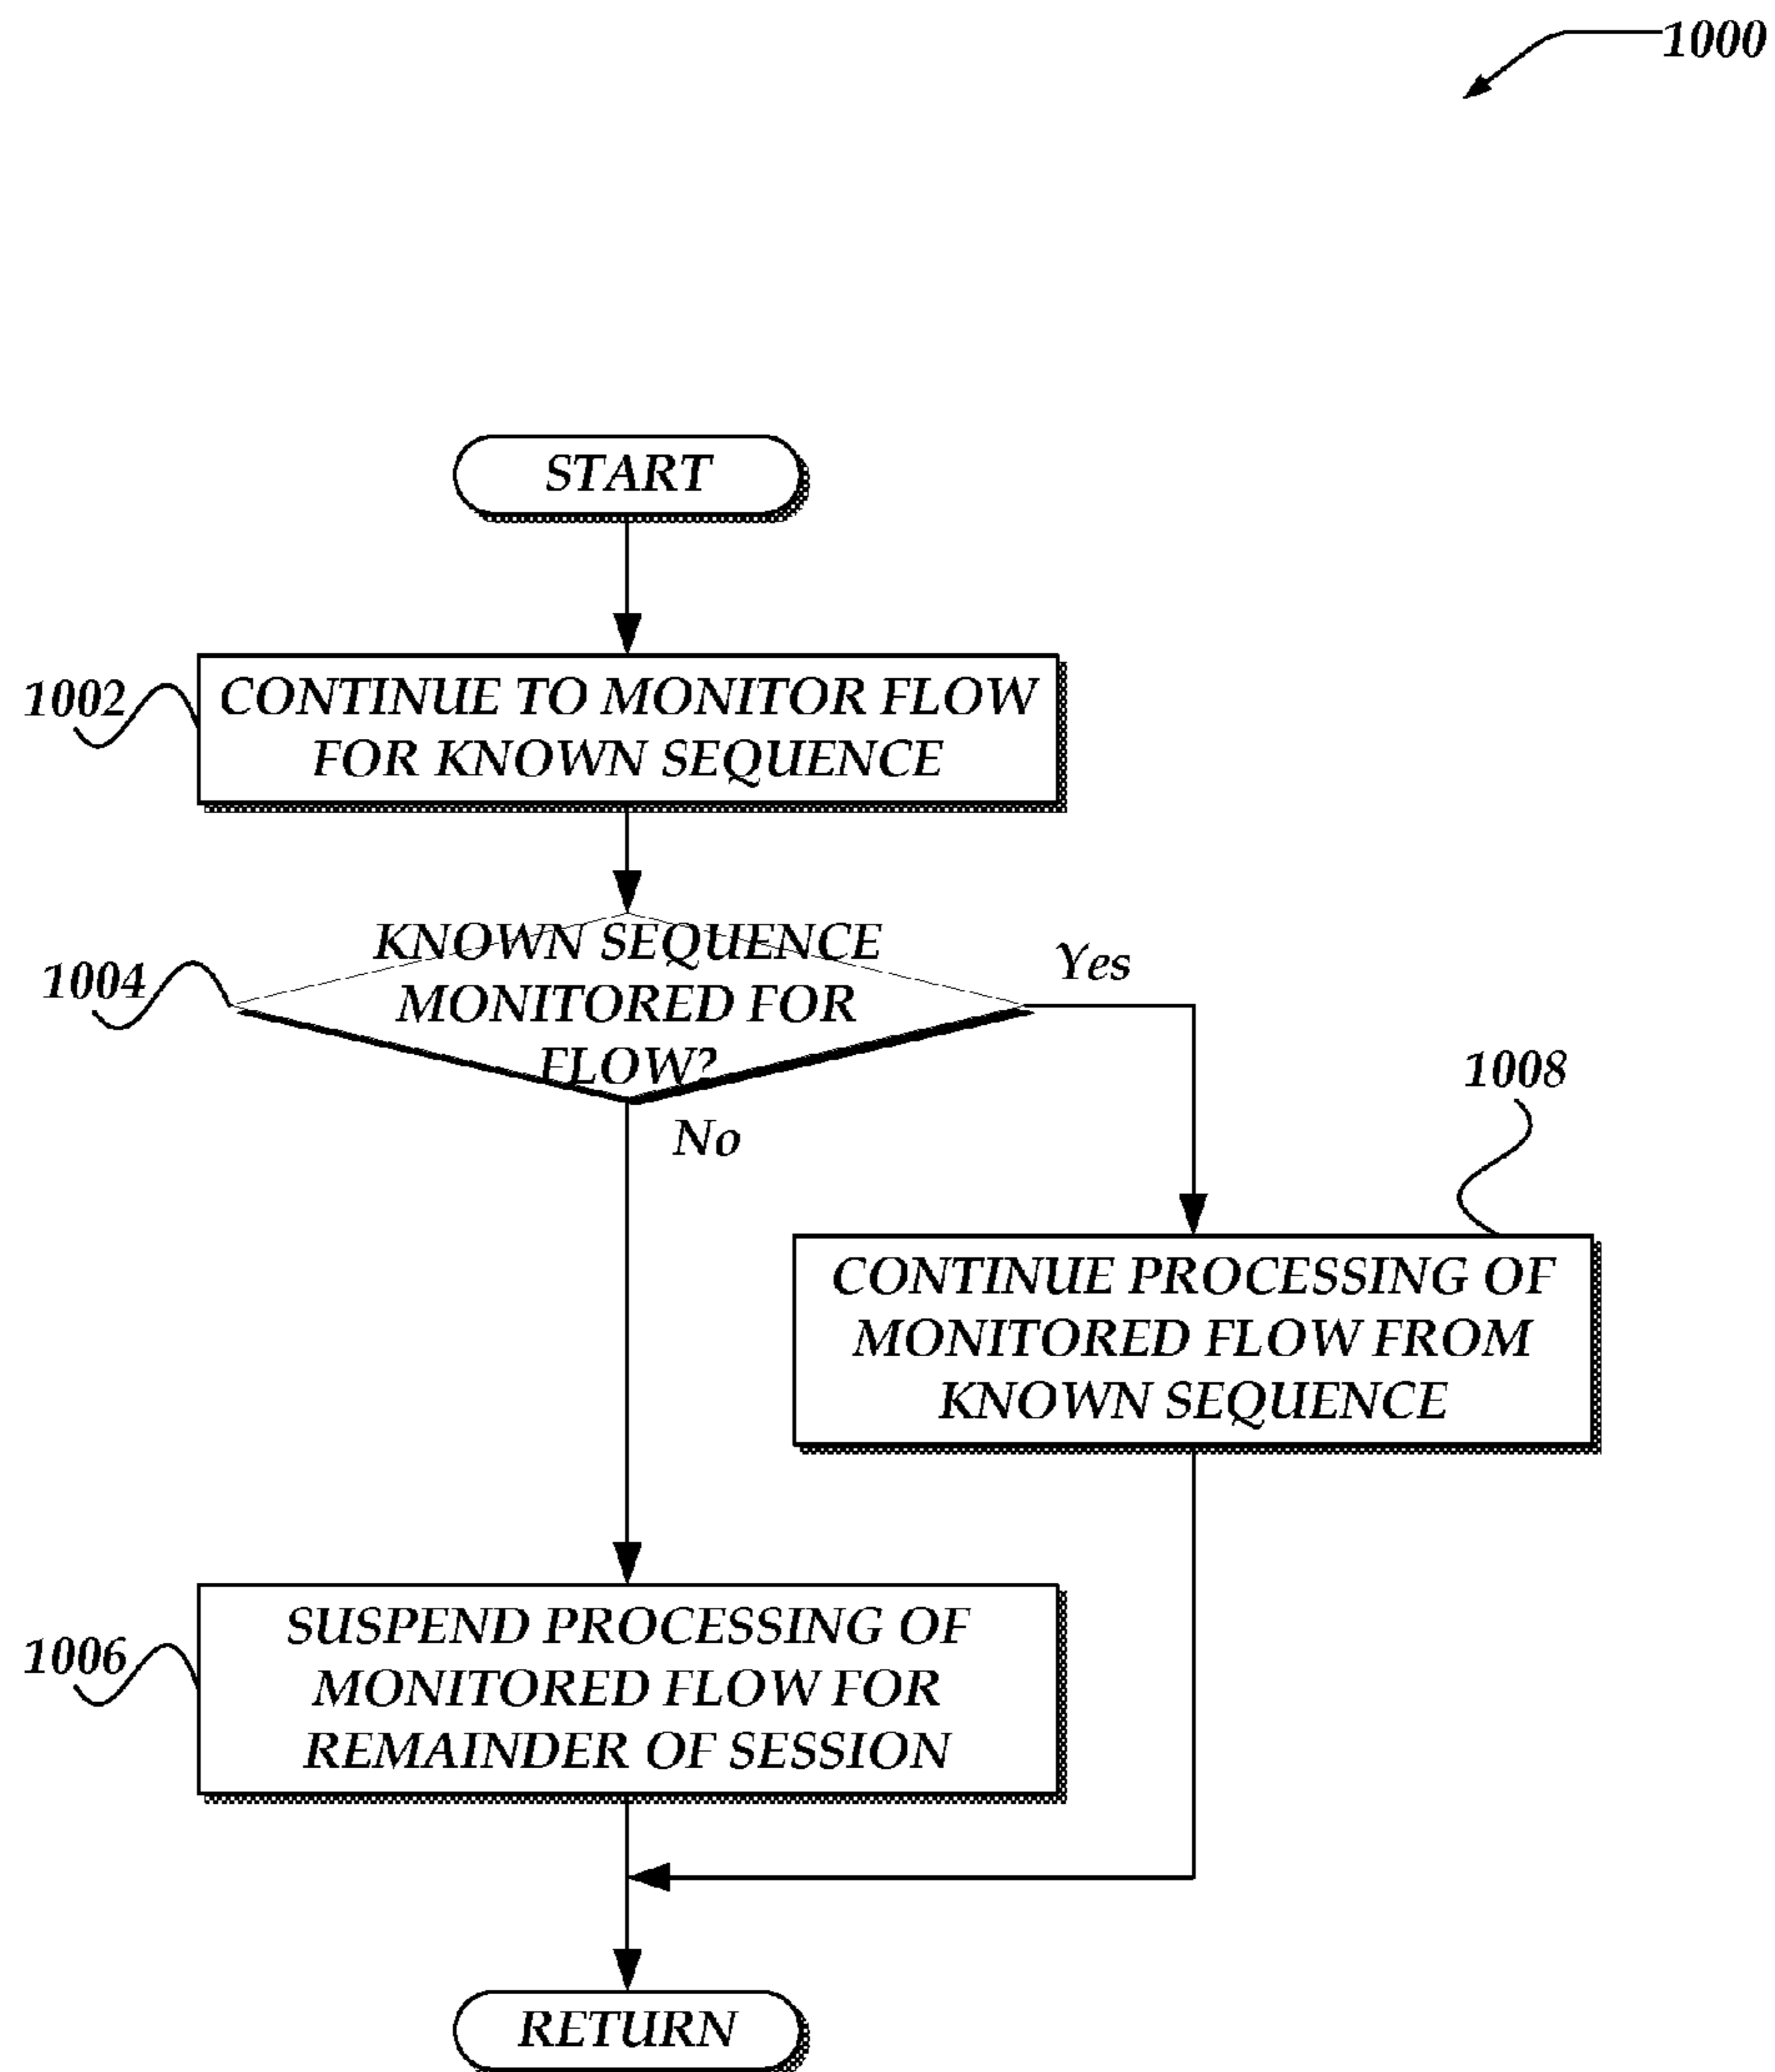 1000
START
1002
CONTINUE TO MONITOR FLOW
FOR KNOWN SEQUENCE
1004
KNOWN SEQUENCE
MONITORED FOR
FLOW?
Yes
No
1008
CONTINUE PROCESSING OF
MONITORED FLOW FROM
KNOWN SEQUENCE
1006
SUSPEND PROCESSING OF
MONITORED FLOW FOR
REMAINDER OF SESSION
RETURN